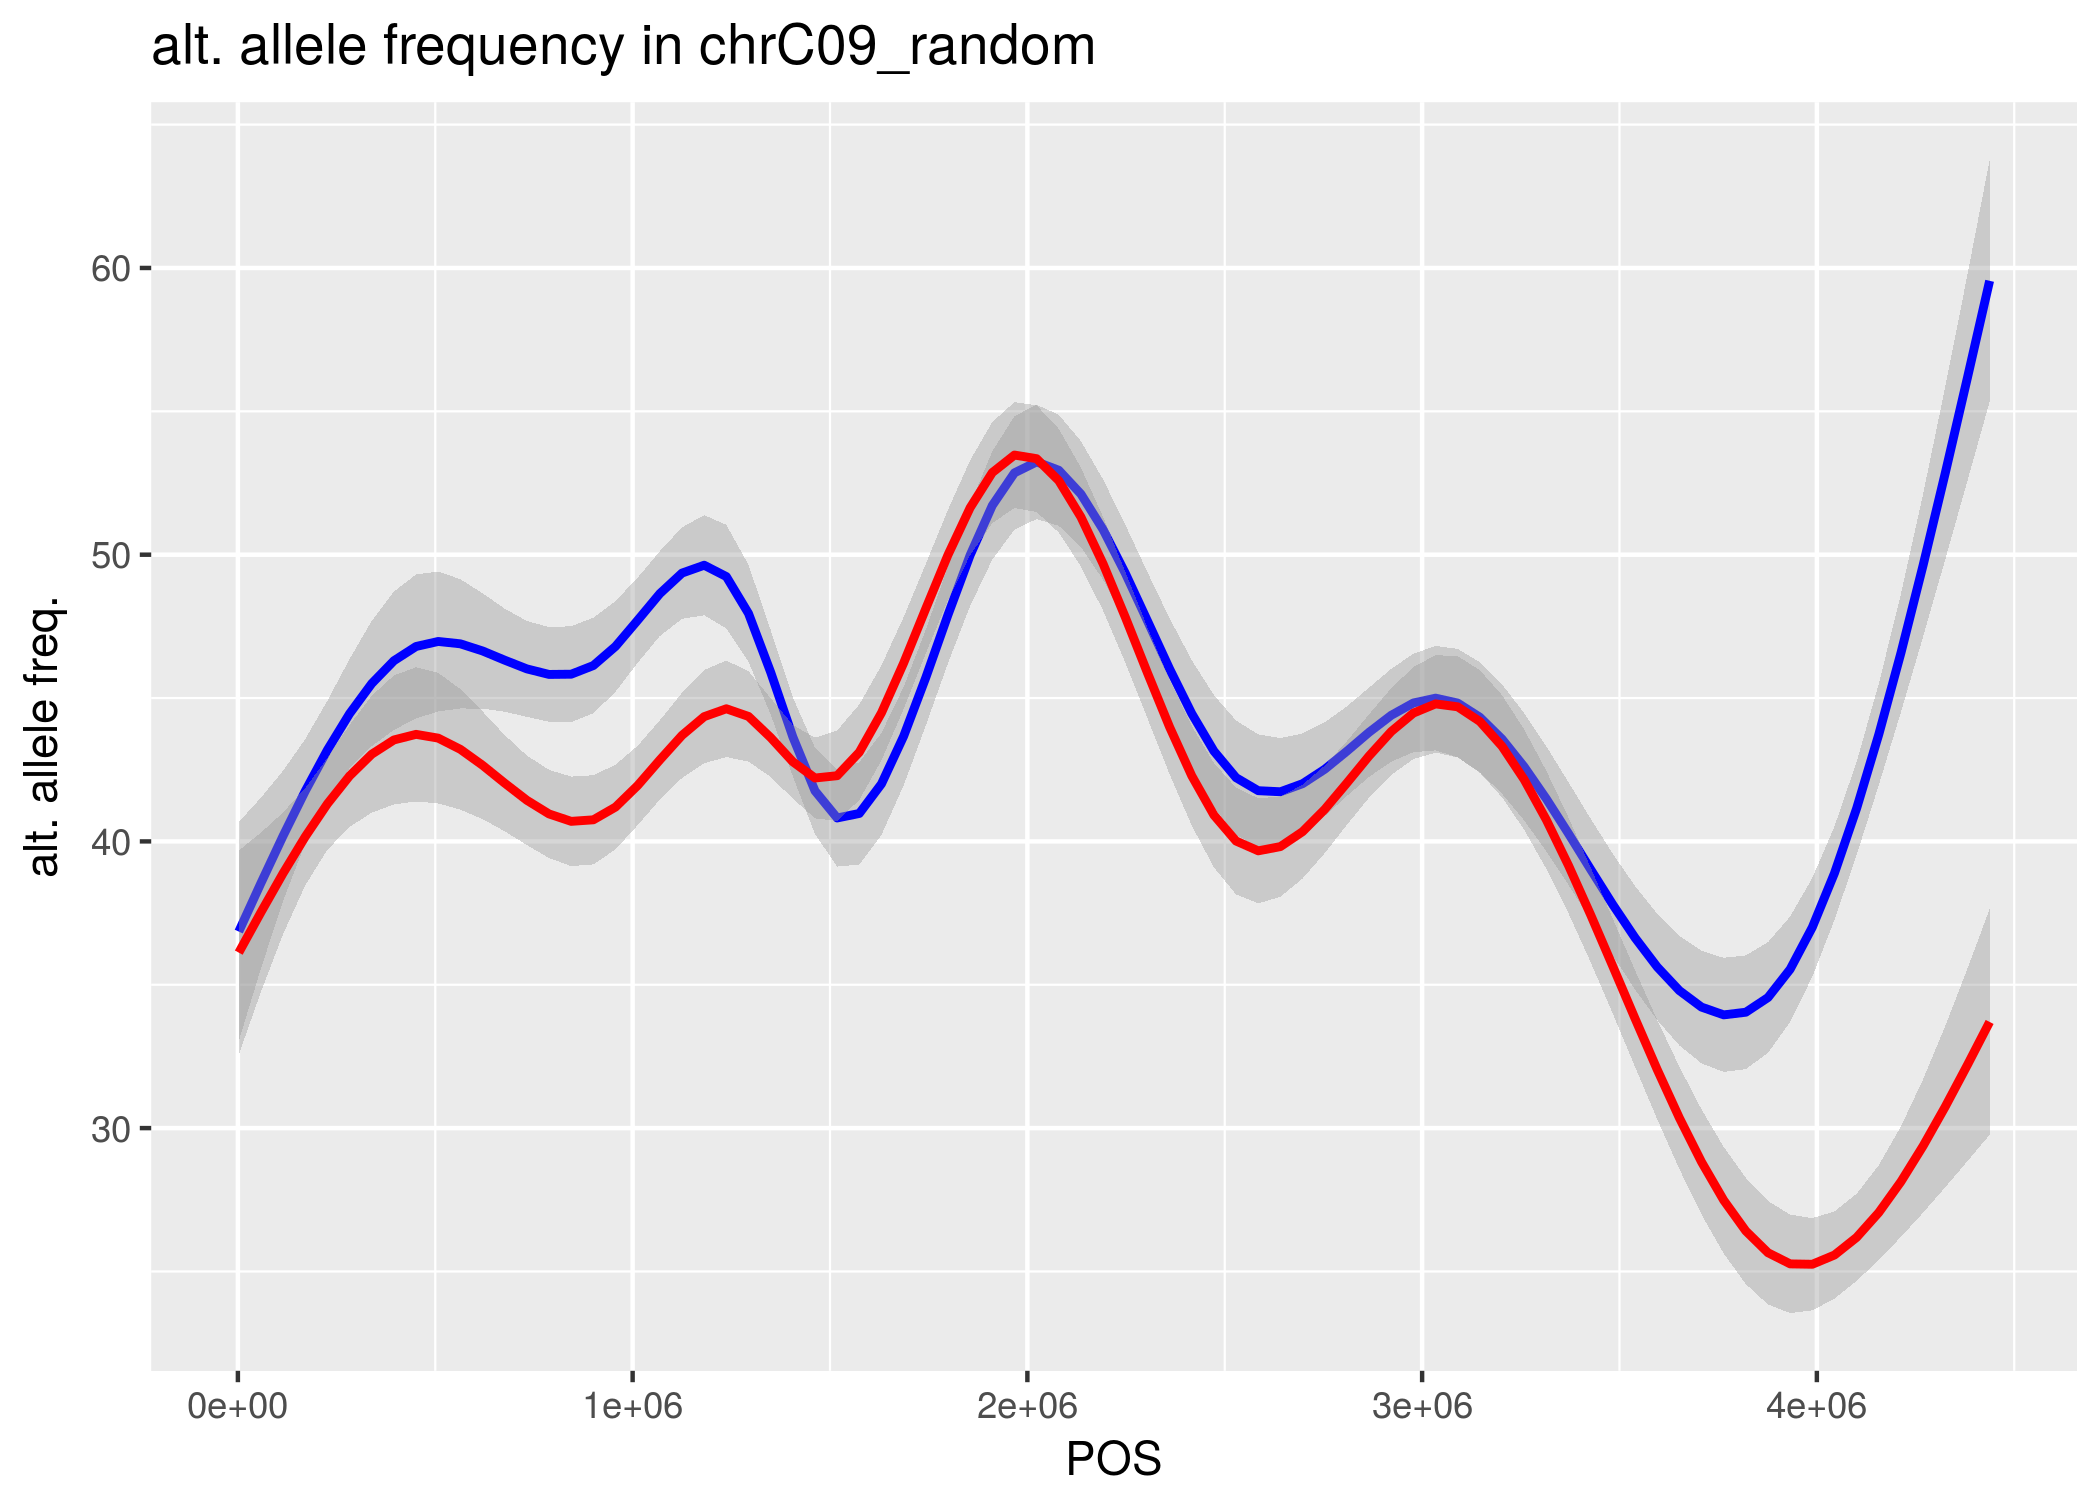 alt. allele frequency in chrC09_random
alt. allele freq.
60
50
40
30
0e+00
1e+06
2e+06
3e+06
4e+06
POS